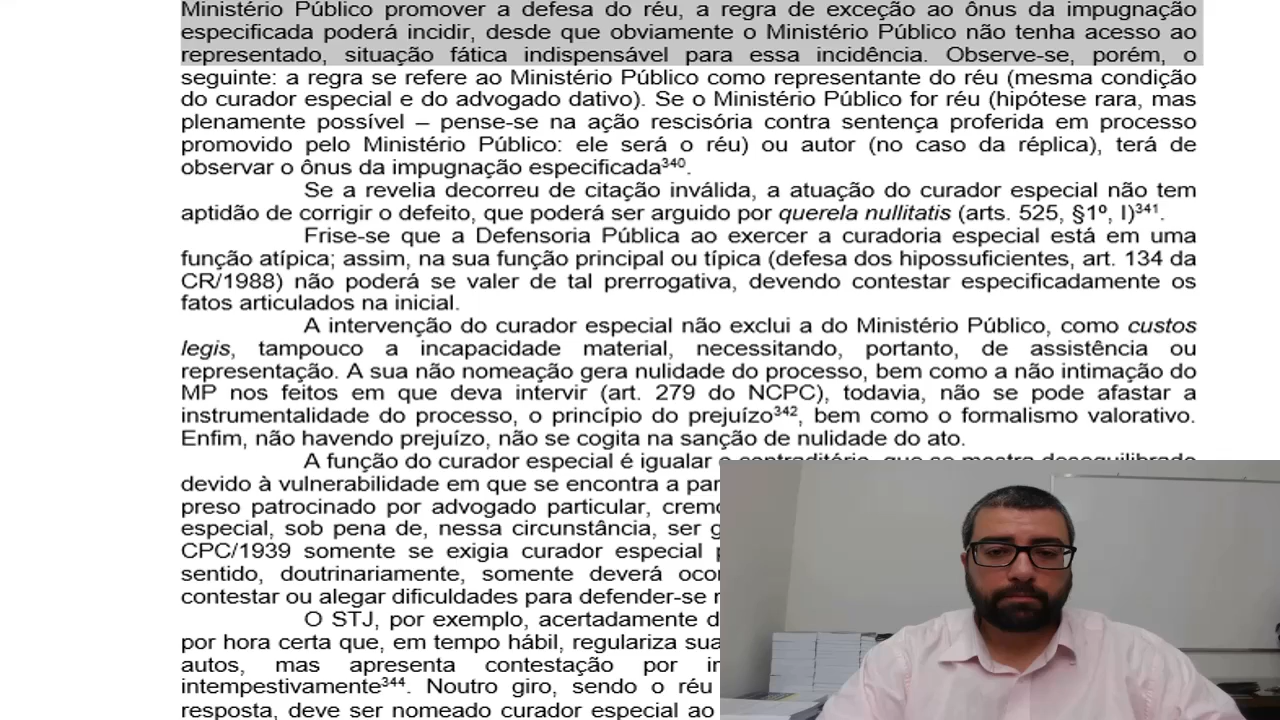 Ministério Público promover a defesa do réu, a regra de exceção ao ônus da impugnação
especificada poderá incidir, desde que obviamente o Ministério Público não tenha acesso ao
representado, situação fática indispensável para essa incidência. Observe-se, porém, o
seguinte: a regra se refere ao Ministério Público como representante do réu (mesma condição
do curador especial e do advogado dativo). Se o Ministério Público for réu (hipótese rara, mas
plenamente possível – pense-se na ação rescisória contra sentença proferida em processo
promovido pelo Ministério Público: ele será o réu) ou autor (no caso da réplica), terá de
observar o ônus da impugnação especificada³⁴⁰.
Se a revelia decorreu de citação inválida, a atuação do curador especial não tem
aptidão de corrigir o defeito, que poderá ser arguido por querela nullitatis (arts. 525, §1º, I)³⁴¹.
Frise-se que a Defensoria Pública ao exercer a curadoria especial está em uma
função atípica; assim, na sua função principal ou típica (defesa dos hipossuficientes, art. 134 da
CR/1988) não poderá se valer de tal prerrogativa, devendo contestar especificadamente os
fatos articulados na inicial.
A intervenção do curador especial não exclui a do Ministério Público, como custos
legis, tampouco a incapacidade material, necessitando, portanto, de assistência ou
representação. A sua não nomeação gera nulidade do processo, bem como a não intimação do
MP nos feitos em que deva intervir (art. 279 do NCPC), todavia, não se pode afastar a
instrumentalidade do processo, o princípio do prejuízo³⁴², bem como o formalismo valorativo.
Enfim, não havendo prejuízo, não se cogita na sanção de nulidade do ato.
A função do curador especial é igualar o contraditório, que se mostra desequilibrado
devido à vulnerabilidade em que se encontra a
preso patrocinado por advogado particular,
especial, sob pena de, nessa circunstância, ser
CPC/1939 somente se exigia curador especial
sentido, doutrinariamente, somente deverá
contestar ou alegar dificuldades para defender-se
O STJ, por exemplo, acertadamente
por hora certa que, em tempo hábil, regulariza
autos, mas apresenta contestação por
intempestivamente³⁴⁴. Noutro giro, sendo o réu
resposta, deve ser nomeado curador especial ao